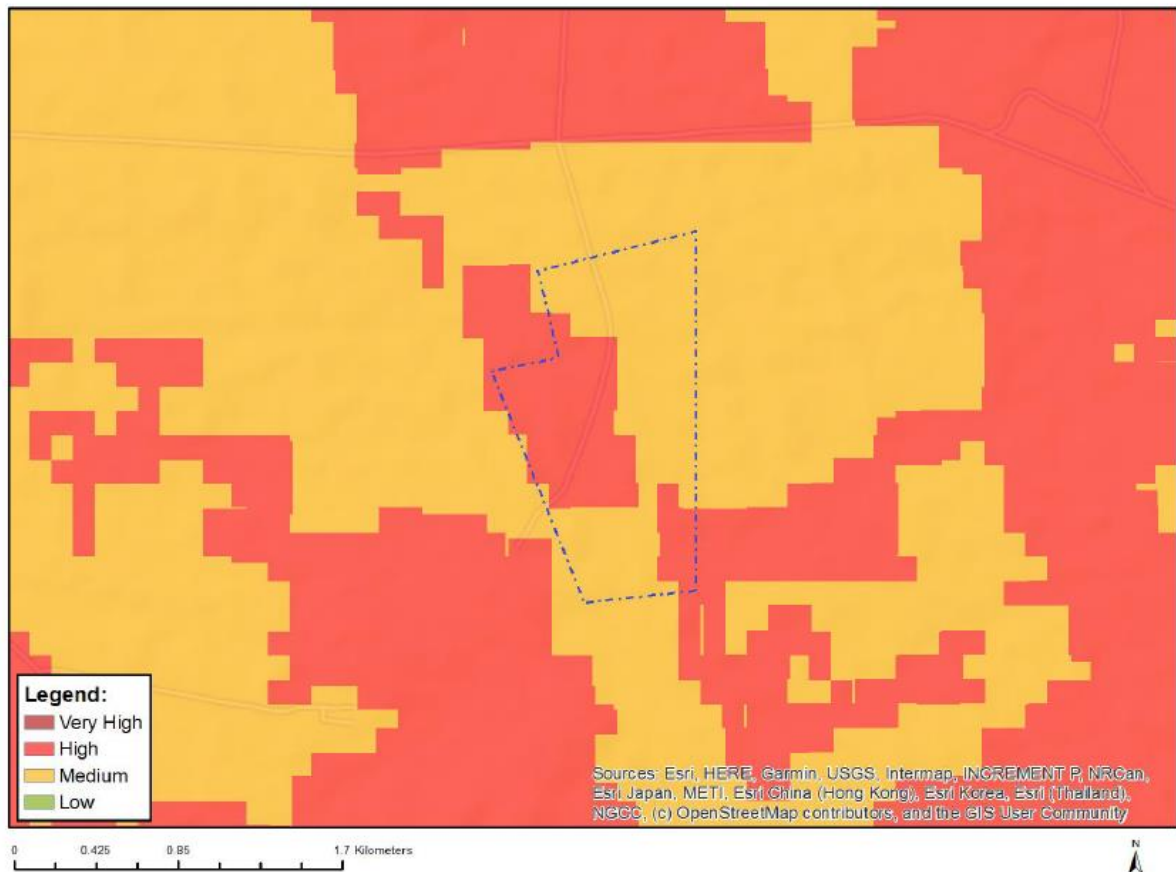 Legend:
Very High
High
Medium
Low
Sources: Esri, HERE, Garmin, USGS, Intermap, INCREMENT P, NRCan,
Esri Japan, METI, Esri China (Hong Kong), Esri Korea, Esri (Thailand),
NGCC, (c) OpenStreetMap contributors, and the GIS User Community
0 0.425 0.85 1.7 Kilometers
N